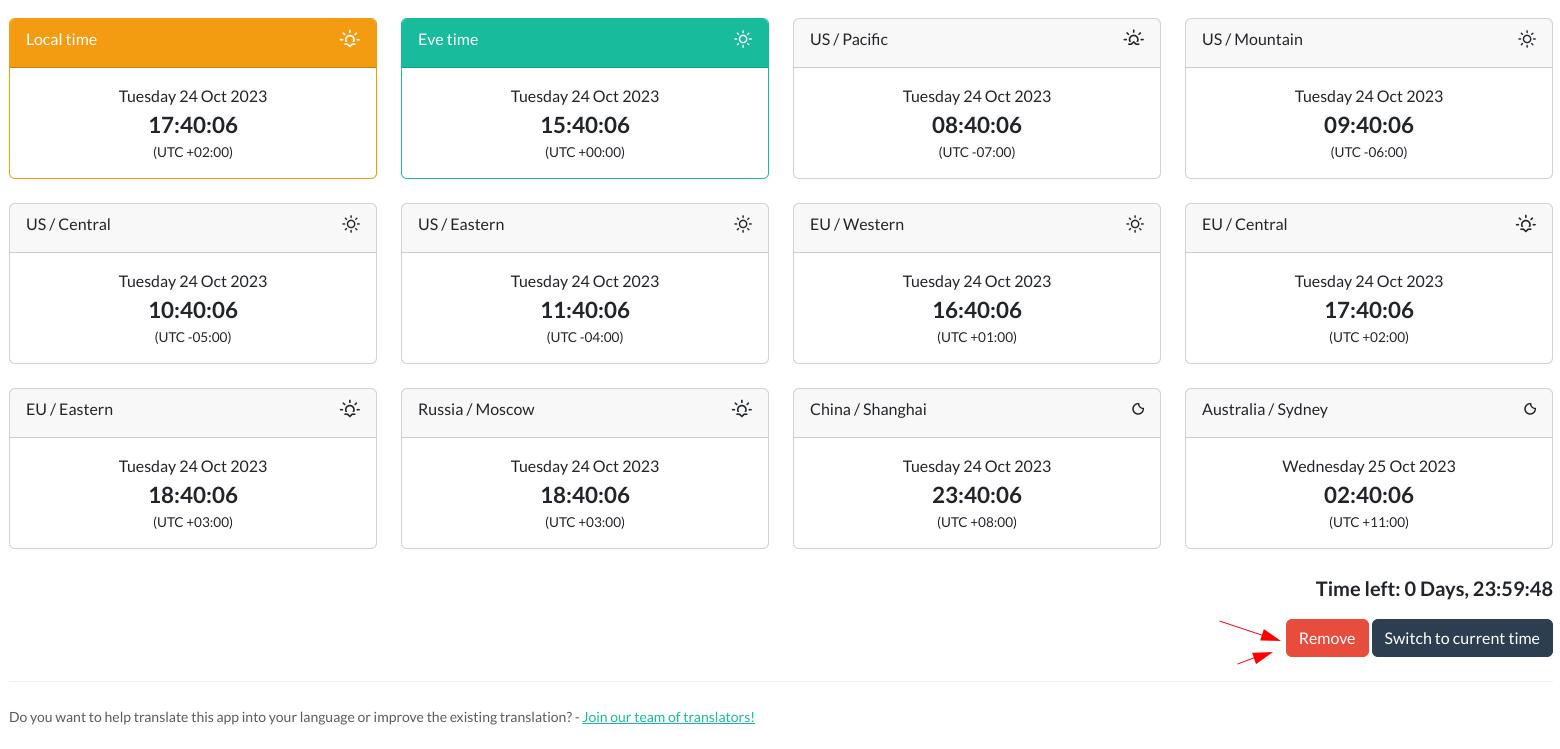 Local time
Tuesday 24 Oct 2023
17:40:06
(UTC +02:00)
Eve time
Tuesday 24 Oct 2023
15:40:06
(UTC +00:00)
US / Pacific
Tuesday 24 Oct 2023
08:40:06
(UTC -07:00)
US / Mountain
Tuesday 24 Oct 2023
09:40:06
(UTC -06:00)
US / Central
Tuesday 24 Oct 2023
10:40:06
(UTC -05:00)
US / Eastern
Tuesday 24 Oct 2023
11:40:06
(UTC -04:00)
EU / Western
Tuesday 24 Oct 2023
16:40:06
(UTC +01:00)
EU / Central
Tuesday 24 Oct 2023
17:40:06
(UTC +02:00)
EU / Eastern
Tuesday 24 Oct 2023
18:40:06
(UTC +03:00)
Russia / Moscow
Tuesday 24 Oct 2023
18:40:06
(UTC +03:00)
China / Shanghai
Tuesday 24 Oct 2023
23:40:06
(UTC +08:00)
Australia / Sydney
Wednesday 25 Oct 2023
02:40:06
(UTC +11:00)
Time left: 0 Days, 23:59:48
Remove
Switch to current time
Do you want to help translate this app into your language or improve the existing translation? - Join our team of translators!